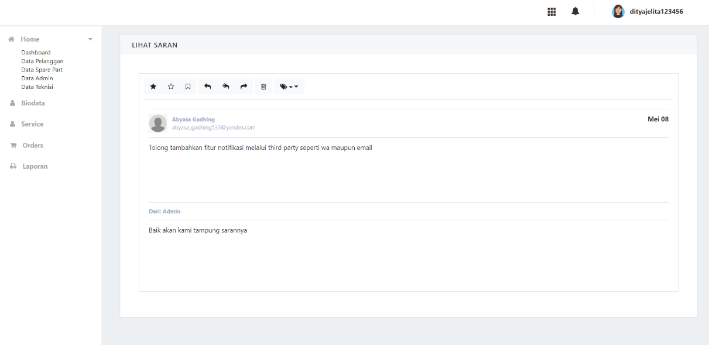 dityajelita123456
Home
Dashboard
Data Pelanggan
Data Spare Part
Data Admin
Data Teknisi
Biodata
Service
Orders
Laporan
LIHAT SARAN
Abyasa Gadhing
Mei 08
Tolong tambahkan fitur notifikasi melalui third party seperti wa maupun email
Dari: Admin
Baik akan kami tampung sarannya